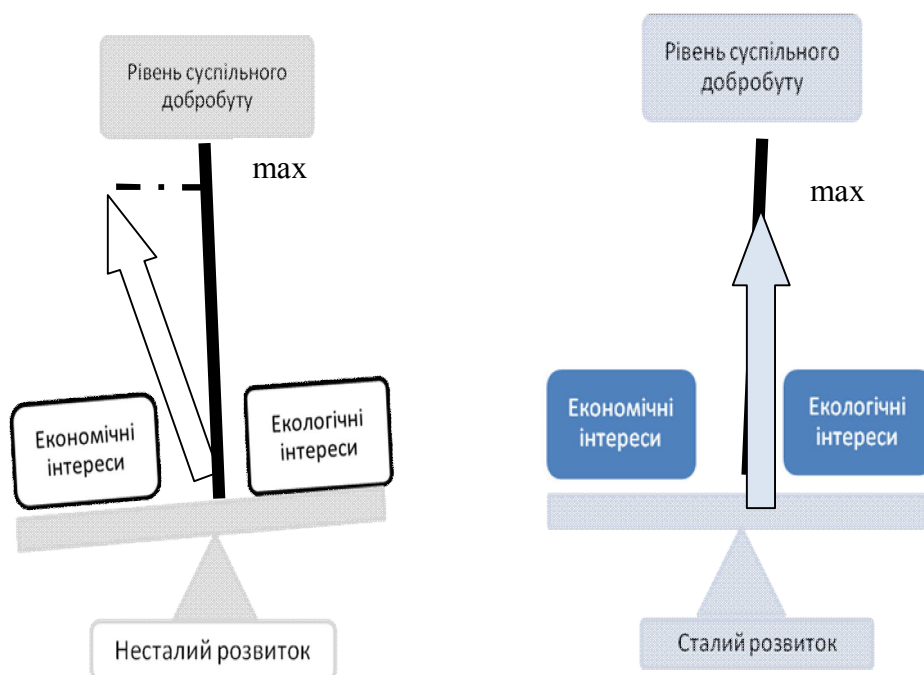 Рівень суспільного
добробуту
max
Економічні
інтереси
Екологічні
інтереси
Несталий розвиток
Рівень суспільного
добробуту
max
Економічні
інтереси
Екологічні
інтереси
Сталий розвиток